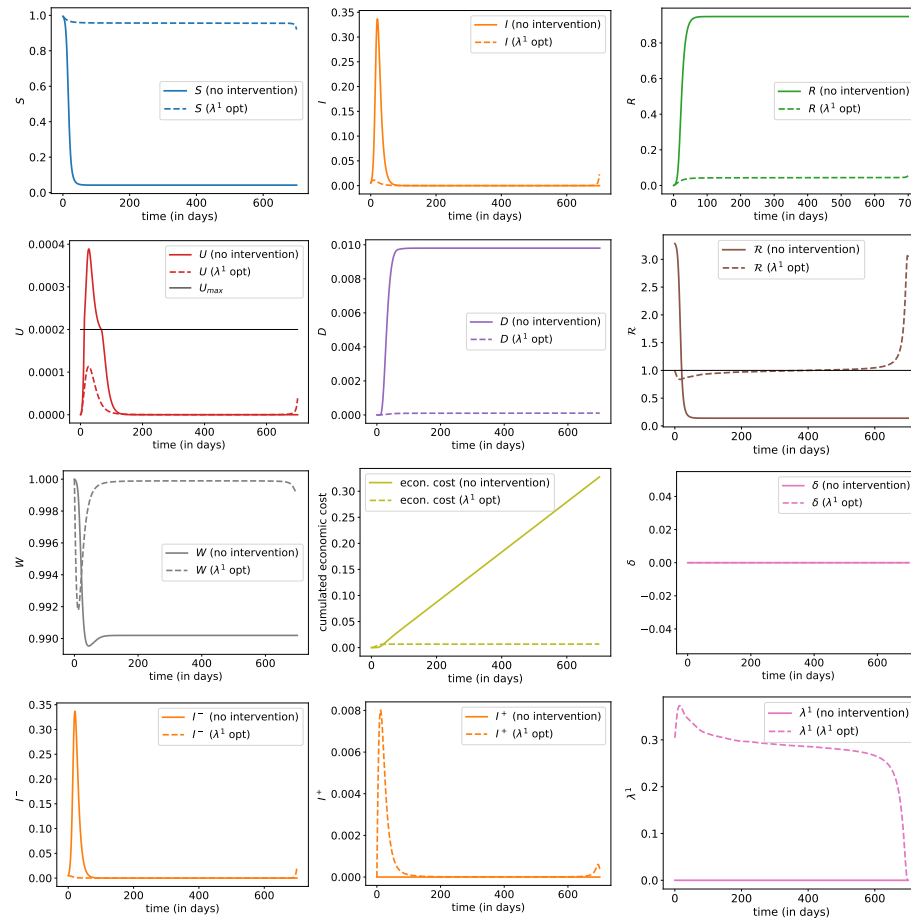 1.0
0.8
0.6
0.4
0.2
0.0
S
S (no intervention)
S (λ¹ opt)
0 200 400 600
time (in days)
0.35
0.30
0.25
0.20
0.15
0.10
0.05
0.00
I
I (no intervention)
I (λ¹ opt)
0 200 400 600
time (in days)
0.8
0.6
0.4
0.2
0.0
R
R (no intervention)
R (λ¹ opt)
0 100 200 300 400 500 600 700
time (in days)
0.0004
0.0003
0.0002
0.0001
0.0000
U
U (no intervention)
U (λ¹ opt)
Umax
0 200 400 600
time (in days)
0.010
0.008
0.006
0.004
0.002
0.000
D
D (no intervention)
D (λ¹ opt)
0 200 400 600
time (in days)
3.0
2.5
2.0
1.5
1.0
0.5
0.0
ℛ
ℛ (no intervention)
ℛ (λ¹ opt)
0 200 400 600
time (in days)
1.000
0.998
0.996
0.994
0.992
0.990
W
W (no intervention)
W (λ¹ opt)
0 200 400 600
time (in days)
0.30
0.25
0.20
0.15
0.10
0.05
0.00
cumulated economic cost
econ. cost (no intervention)
econ. cost (λ¹ opt)
0 200 400 600
time (in days)
0.04
0.02
0.00
−0.02
−0.04
δ
δ (no intervention)
δ (λ¹ opt)
0 200 400 600
time (in days)
0.35
0.30
0.25
0.20
0.15
0.10
0.05
0.00
I⁻
I⁻ (no intervention)
I⁻ (λ¹ opt)
0 200 400 600
time (in days)
0.008
0.006
0.004
0.002
0.000
I⁺
I⁺ (no intervention)
I⁺ (λ¹ opt)
0 200 400 600
time (in days)
0.3
0.2
0.1
0.0
λ¹
λ¹ (no intervention)
λ¹ (λ¹ opt)
0 200 400 600
time (in days)